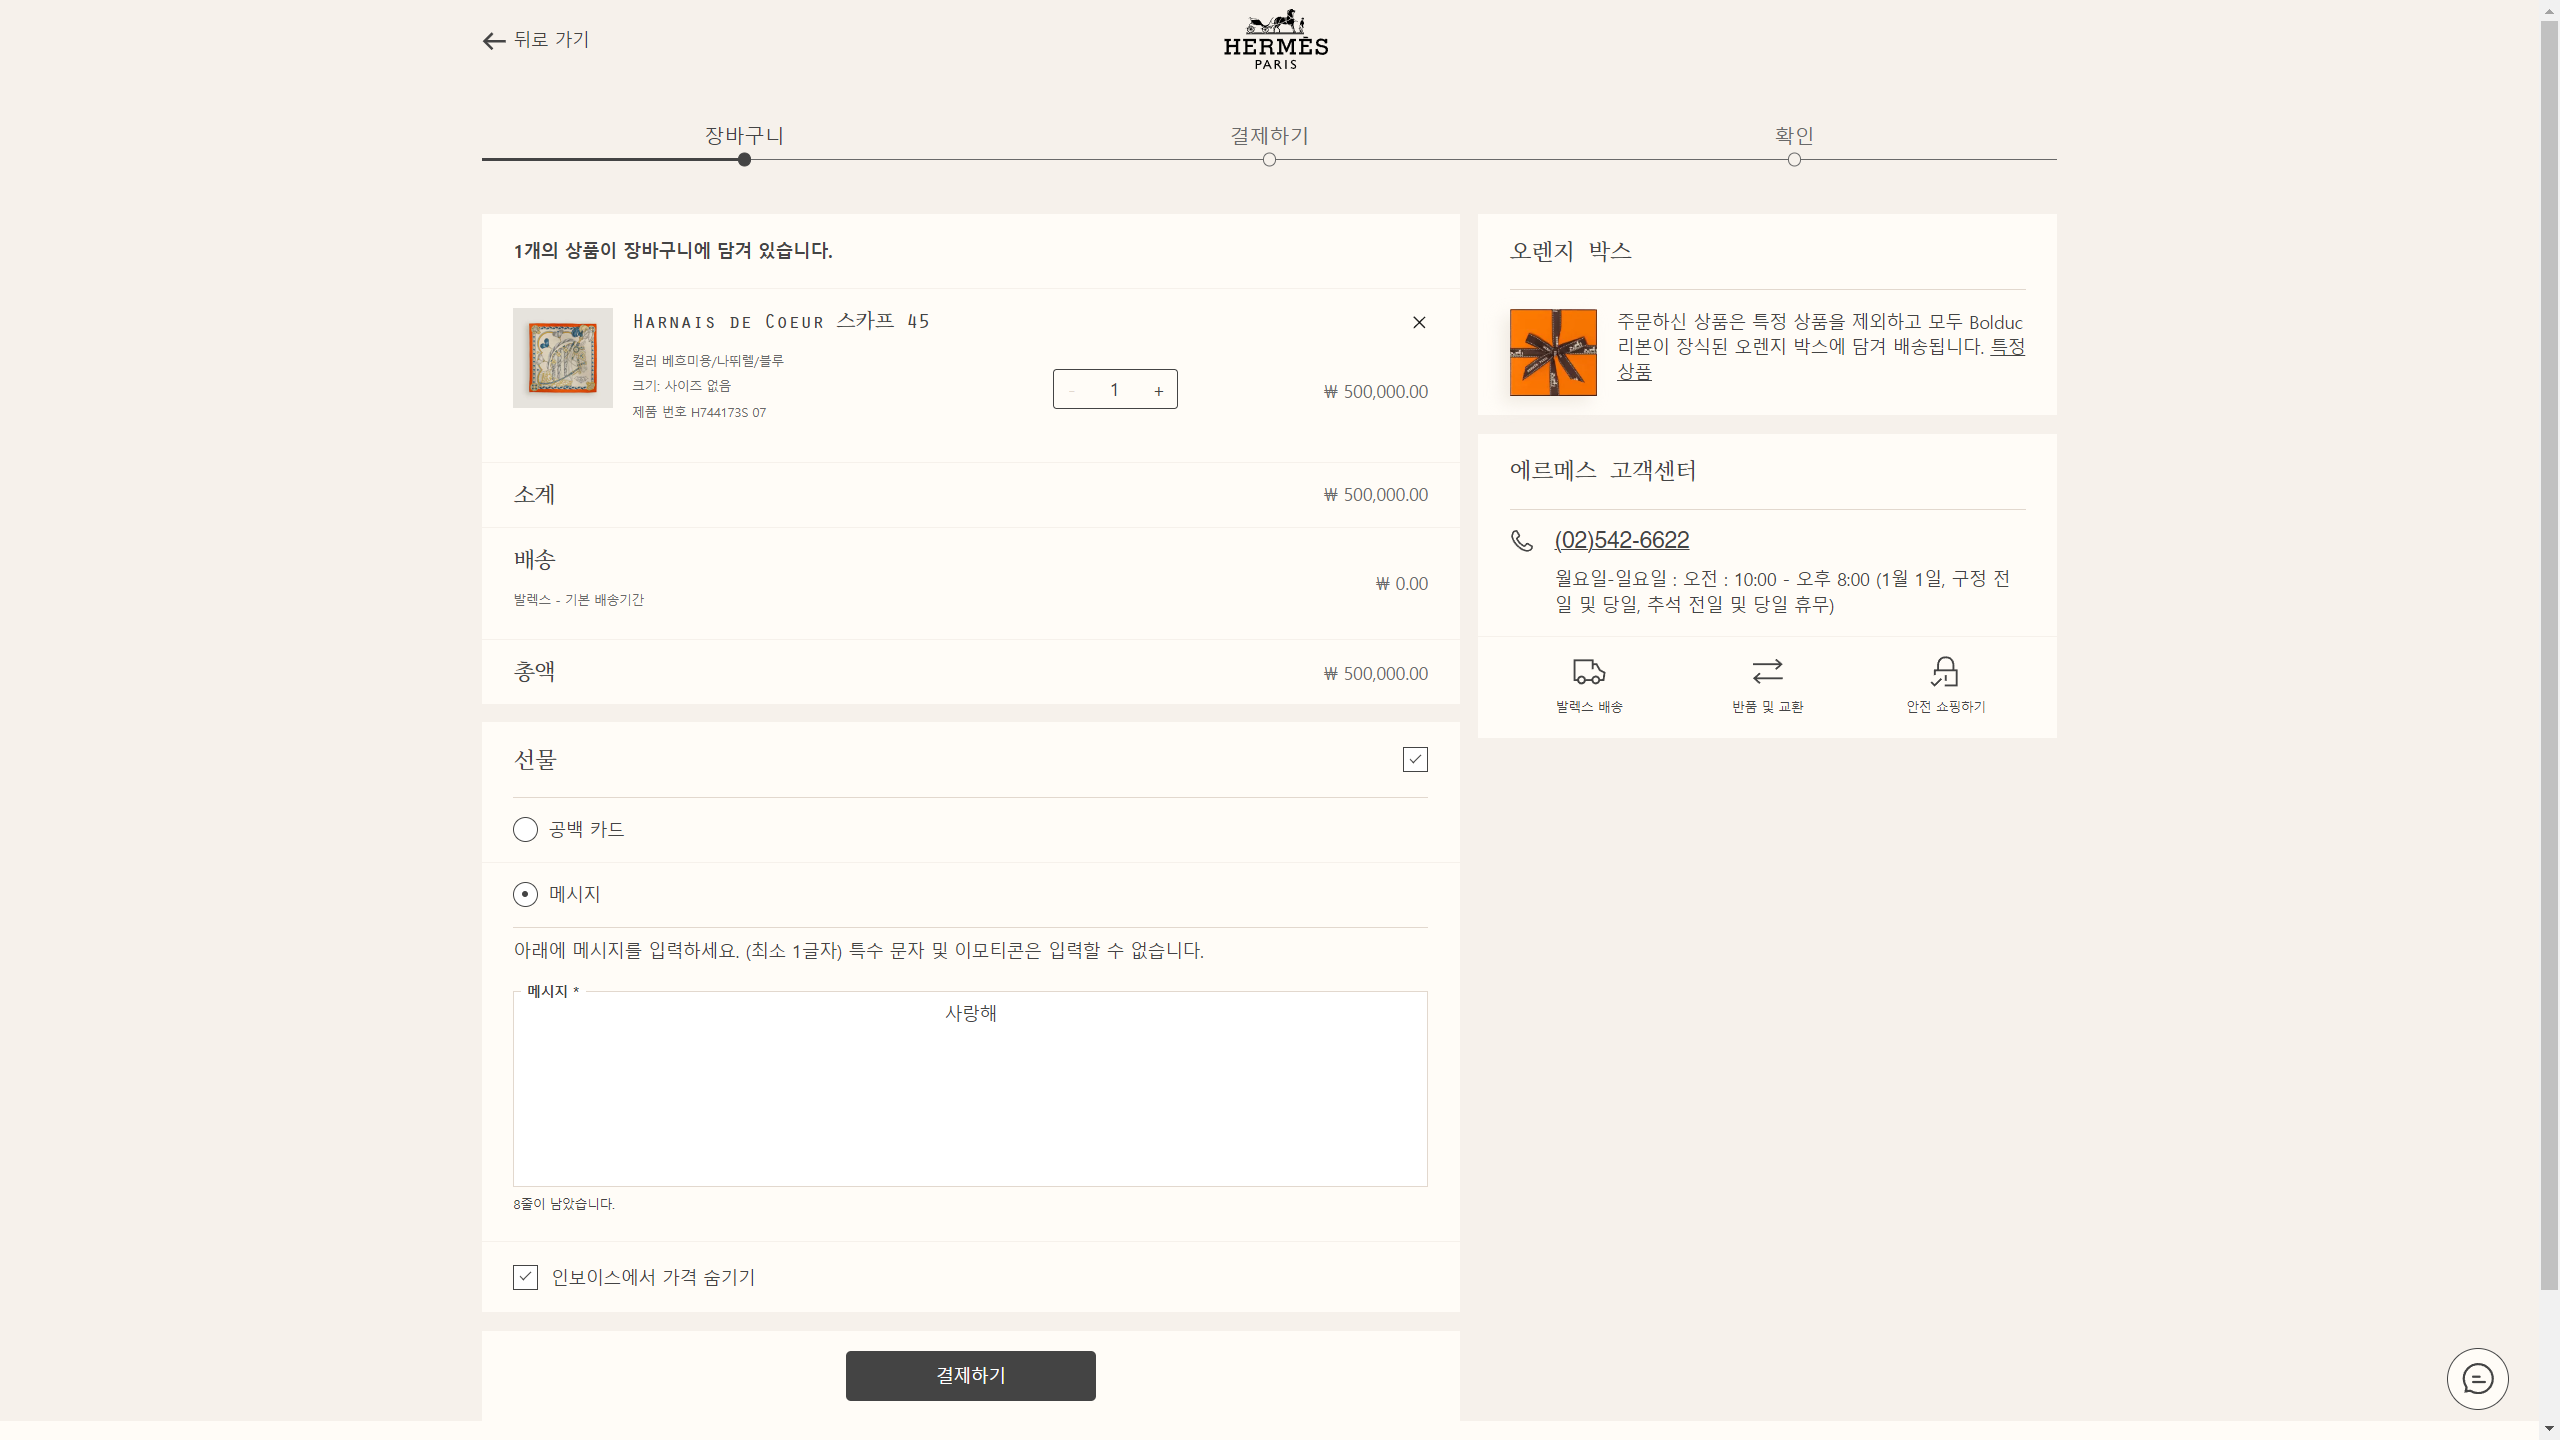 뒤로 가기
HERMÈS
PARIS
장바구니
결제하기
확인
1개의 상품이 장바구니에 담겨 있습니다.
Harnais de Coeur 스카프 45
컬러 베흐미용/나뛰렐/블루
크기: 사이즈 없음
제품 번호 H744173S 07
- 1 +
₩ 500,000.00
소계
₩ 500,000.00
배송
발렉스 - 기본 배송기간
₩ 0.00
총액
₩ 500,000.00
선물
공백 카드
메시지
아래에 메시지를 입력하세요. (최소 1글자) 특수 문자 및 이모티콘은 입력할 수 없습니다.
메시지 *
사랑해
8줄이 남았습니다.
인보이스에서 가격 숨기기
결제하기
오렌지 박스
주문하신 상품은 특정 상품을 제외하고 모두 Bolduc
리본이 장식된 오렌지 박스에 담겨 배송됩니다. 특정
상품
에르메스 고객센터
(02)542-6622
월요일-일요일 : 오전 : 10:00 - 오후 8:00 (1월 1일, 구정 전
일 및 당일, 추석 전일 및 당일 휴무)
발렉스 배송
반품 및 교환
안전 쇼핑하기